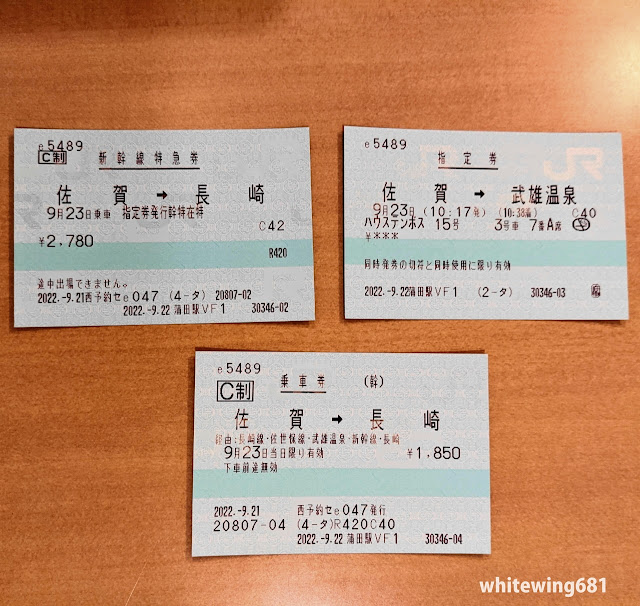 e5489
C制 新幹線特急券
佐賀 → 長崎
9月23日乗車 指定券発行幹特在特
C42
¥2,780
R420
途中出場できません。
2022.-9.21西予約セe047 (4-タ) 20807-02
2022.-9.22 蒲田駅VF1 30346-02
e5489
指定券
JR
佐賀 → 武雄温泉
9月23日 (10:17発) (10:38着) C40
ハウステンボス 15号 3号車 7番A席
¥***
同時発券の切符と同時使用に限り有効
2022.-9.22蒲田駅VF1 (2-タ) 30346-03
e5489
C制 乗車券 (幹)
佐賀 → 長崎
経由:長崎線・佐世保線・武雄温泉・新幹線・長崎
9月23日当日限り有効 ¥1,850
下車前途無効
2022.-9.21 西予約セe047発行
20807-04 (4-タ)R420C40
2022.-9.22 蒲田駅VF1 30346-04
whitewing681